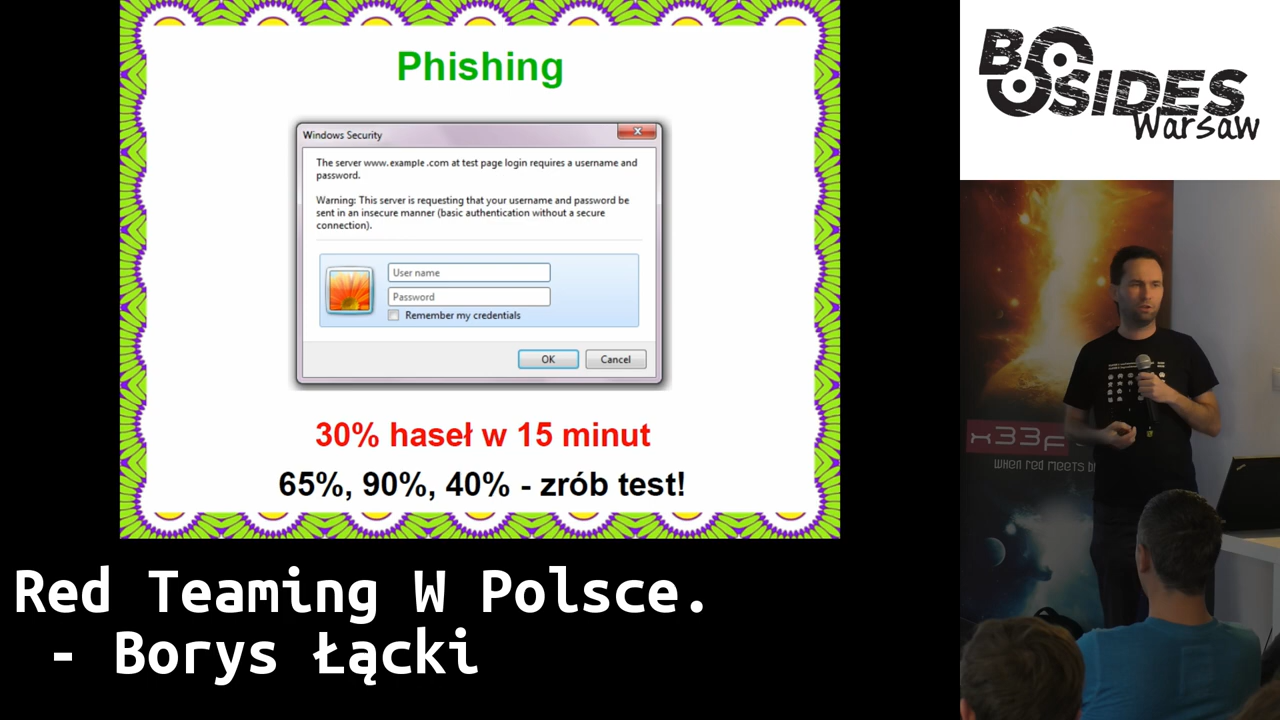 Phishing
Windows Security
The server www.example.com at test page login requires a username and
password.
Warning: This server is requesting that your username and password be
sent in an insecure manner (basic authentication without a secure
connection).
User name
Password
Remember my credentials
OK
Cancel
30% haseł w 15 minut
65%, 90%, 40% - zrób test!
Red Teaming W Polsce.
- Borys Łącki
BSIDES
Warsaw
x33f
when red meets b